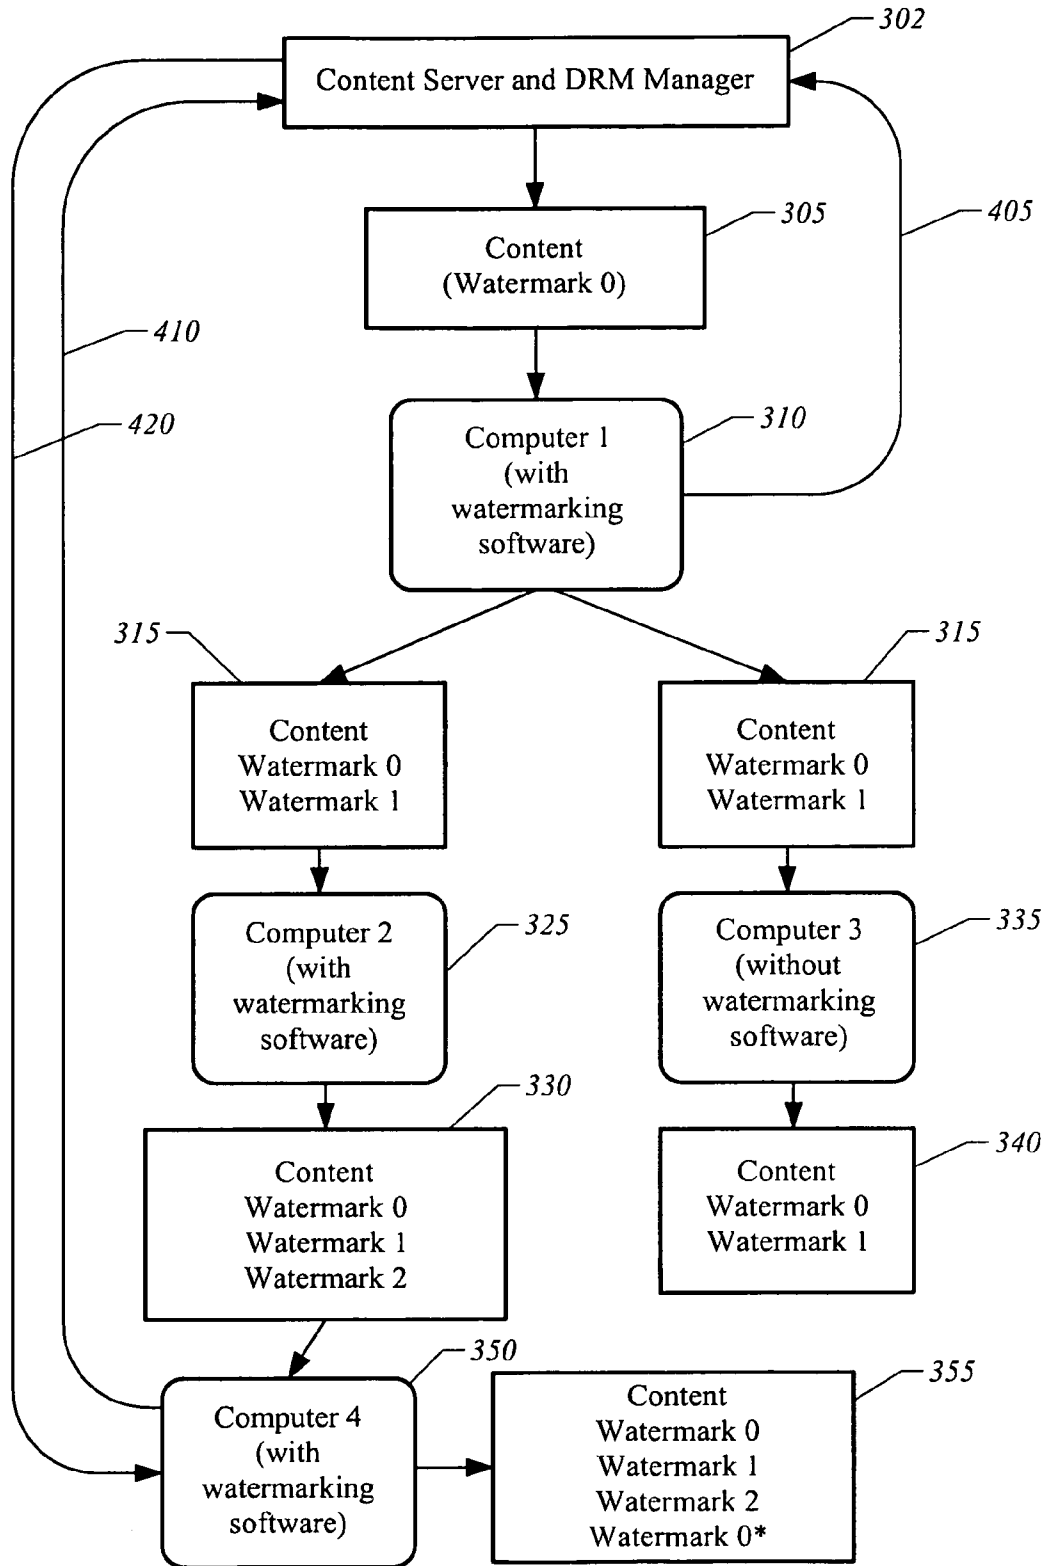 302
Content Server and DRM Manager
305
405
Content
(Watermark 0)
410
420
310
Computer 1
(with
watermarking
software)
315
315
Content
Watermark 0
Watermark 1
Content
Watermark 0
Watermark 1
325
335
Computer 2
(with
watermarking
software)
Computer 3
(without
watermarking
software)
330
340
Content
Watermark 0
Watermark 1
Watermark 2
Content
Watermark 0
Watermark 1
350
355
Computer 4
(with
watermarking
software)
Content
Watermark 0
Watermark 1
Watermark 2
Watermark 0*